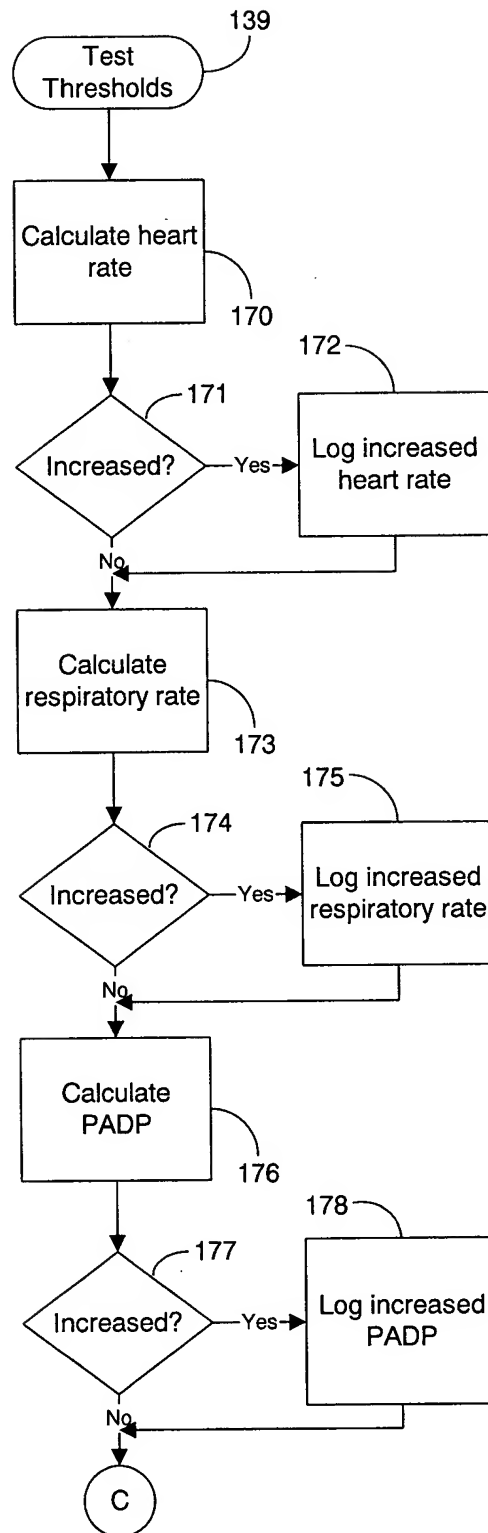 139
Test
Thresholds
Calculate heart
rate
170
172
171
Increased?
Yes
Log increased
heart rate
No
Calculate
respiratory rate
173
175
174
Increased?
Yes
Log increased
respiratory rate
No
Calculate
PADP
176
178
177
Increased?
Yes
Log increased
PADP
No
C